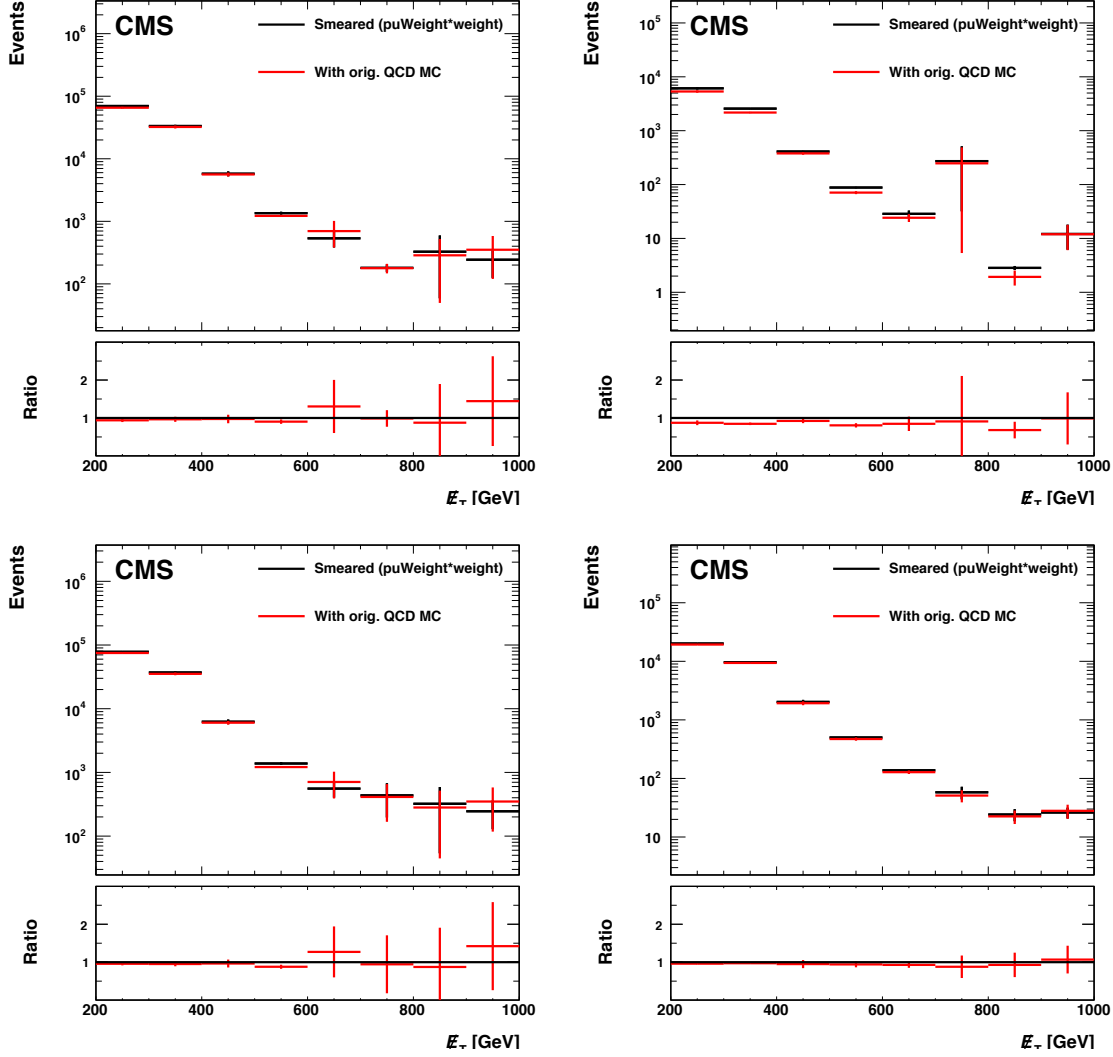 Events
CMS
Smeared (puWeight*weight)
With orig. QCD MC
10^6
10^5
10^4
10^3
10^2
Ratio
2
1
200 400 600 800 1000
E̸_T [GeV]
Events
CMS
Smeared (puWeight*weight)
With orig. QCD MC
10^5
10^4
10^3
10^2
10
1
Ratio
2
1
200 400 600 800 1000
E̸_T [GeV]
Events
CMS
Smeared (puWeight*weight)
With orig. QCD MC
10^6
10^5
10^4
10^3
10^2
Ratio
2
1
200 400 600 800 1000
E̸_T [GeV]
Events
CMS
Smeared (puWeight*weight)
With orig. QCD MC
10^5
10^4
10^3
10^2
10
Ratio
2
1
200 400 600 800 1000
E̸_T [GeV]